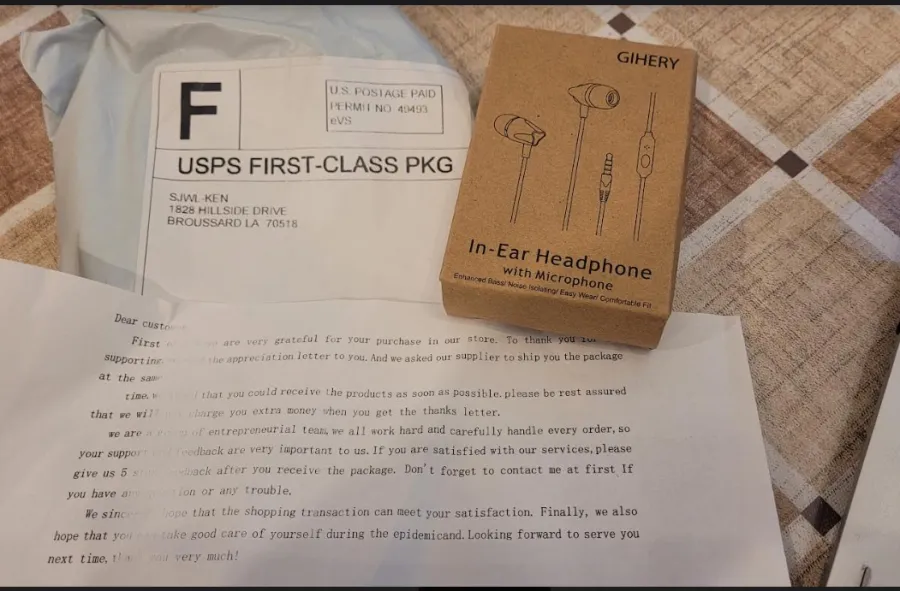 F
U.S. POSTAGE PAID
PERMIT NO. 49493
eVS
USPS FIRST-CLASS PKG
SJWL-KEN
1828 HILLSIDE DRIVE
BROUSSARD LA 70518
GIHERY
In-Ear Headphone
with Microphone
Enhanced Bass/ Noise Isolating/ Easy Wear/ Comfortable Fit
Dear
First are very grateful for your purchase in our store. To thank you
supporting, the appreciation letter to you. And we asked our supplier to ship you the package
at the same
time, that you could receive the products as soon as possible, please be rest assured
that we will charge you extra money when you get the thanks letter.
we are a of entrepreneurial team, we all work hard and carefully handle every order, so
your support feedback are very important to us. If you are satisfied with our services, please
give us 5 after you receive the package. Don't forget to contact me at first If
you have or any trouble.
We hope that the shopping transaction can meet your satisfaction. Finally, we also
hope that you take good care of yourself during the epidemicand. Looking forward to serve you
next time, you very much!